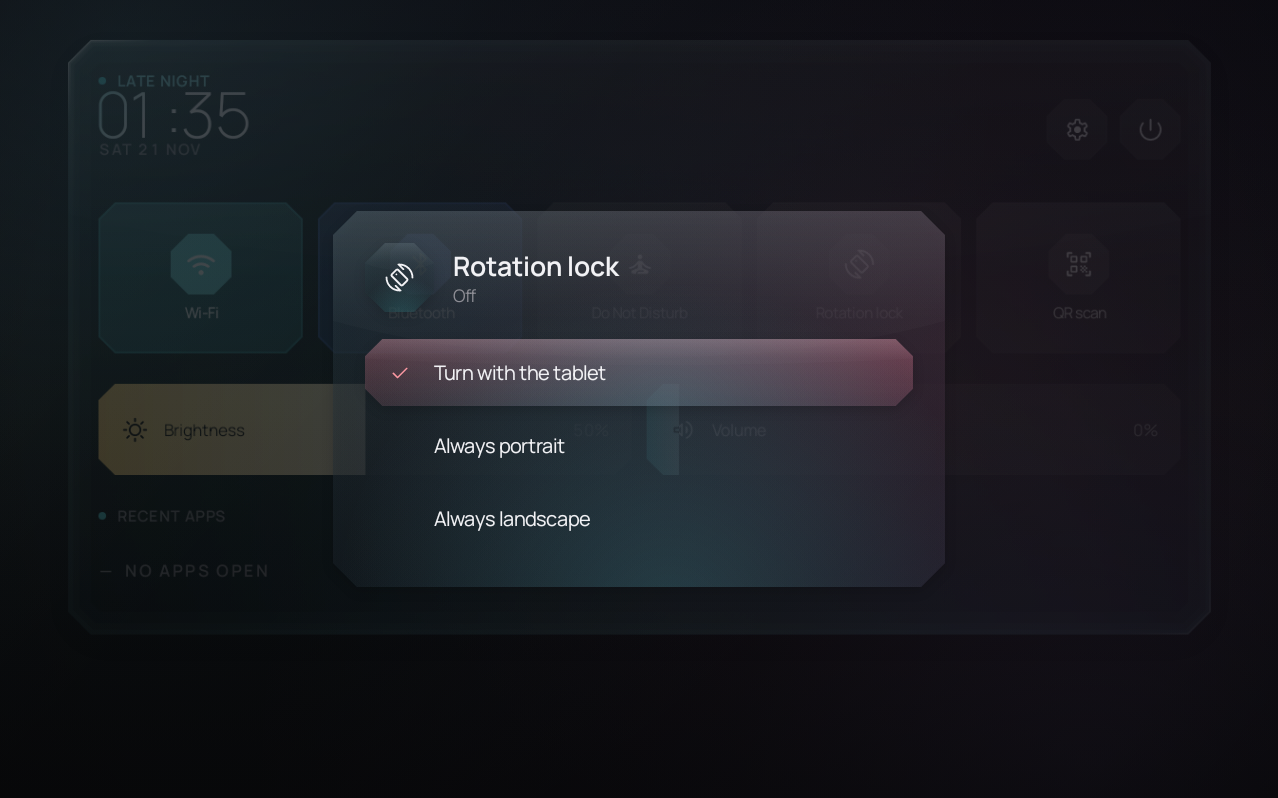 LATE NIGHT
01:35
SAT 21 NOV
Rotation lock
Off
Wi-Fi
Bluetooth
Do Not Disturb
Rotation lock
QR scan
Turn with the tablet
Brightness
50%
Volume
0%
Always portrait
RECENT APPS
Always landscape
— NO APPS OPEN